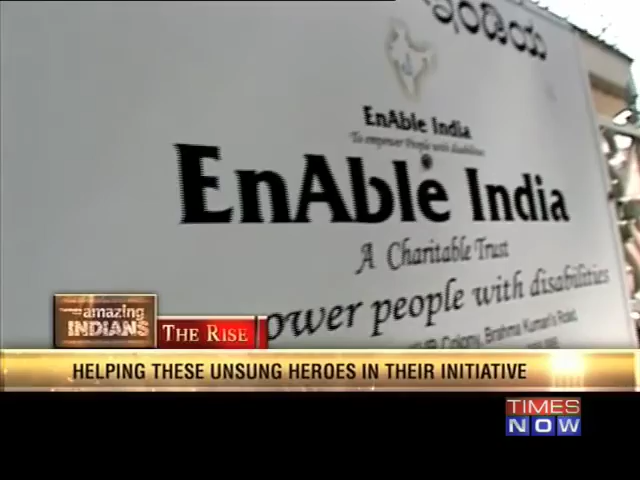 ಇಂಡಿಯ
EnAble India
To empower People with disabilities
EnAble India
A Charitable Trust
ower people with disabilities
Colony, Brahma Kumari's Road,
amazing
INDIANS
THE RISE
HELPING THESE UNSUNG HEROES IN THEIR INITIATIVE
TIMES
NOW